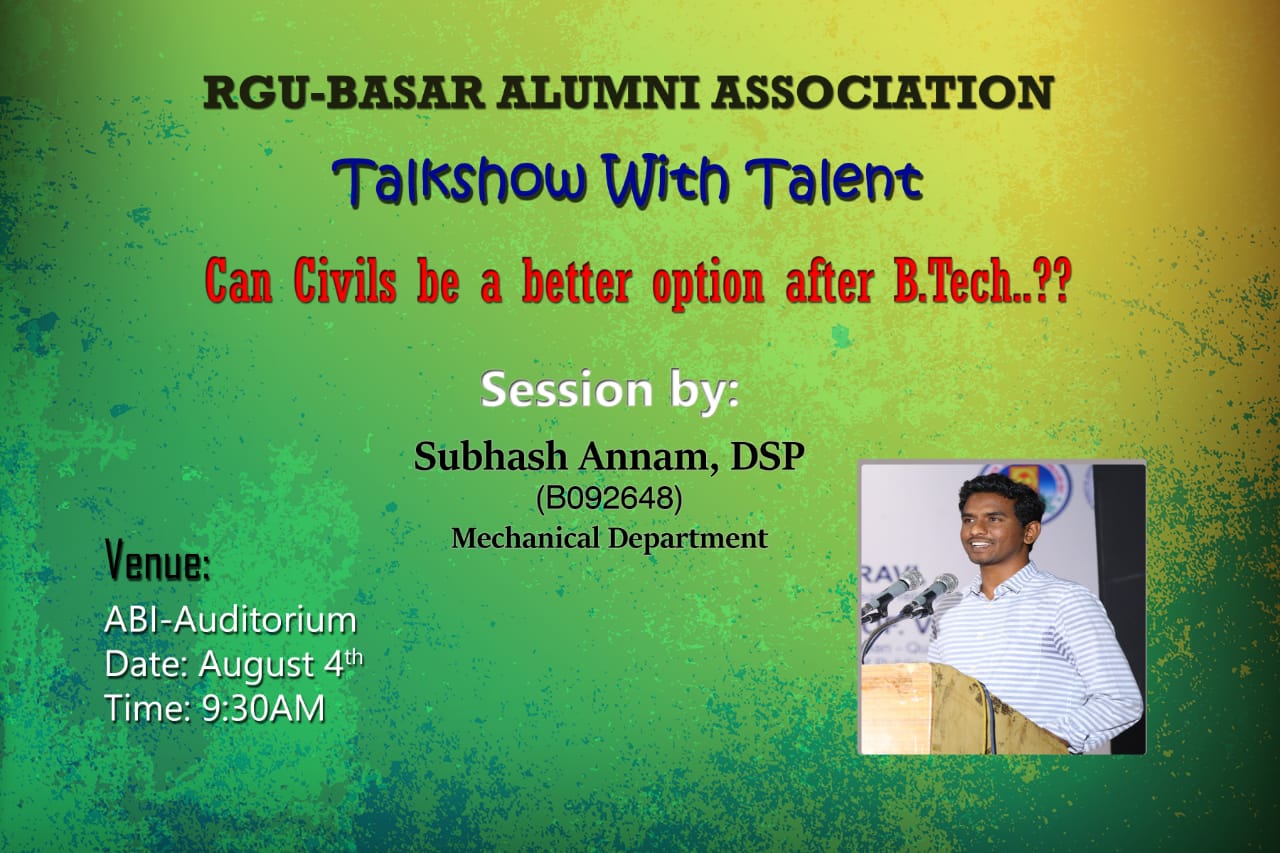 RGU-BASAR ALUMNI ASSOCIATION
Talkshow With Talent
Can Civils be a better option after B.Tech..??
Session by:
Subhash Annam, DSP
(B092648)
Mechanical Department
Venue:
ABI-Auditorium
Date: August 4th
Time: 9:30AM